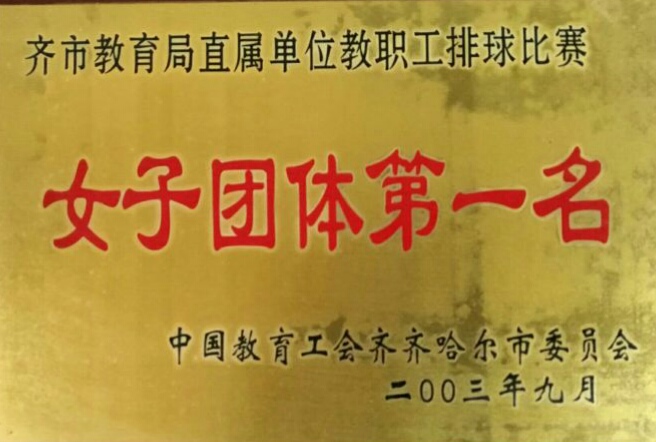 齐市教育局直属单位教职工排球比赛
女子团体第一名
中国教育工会齐齐哈尔市委员会
二00三年九月